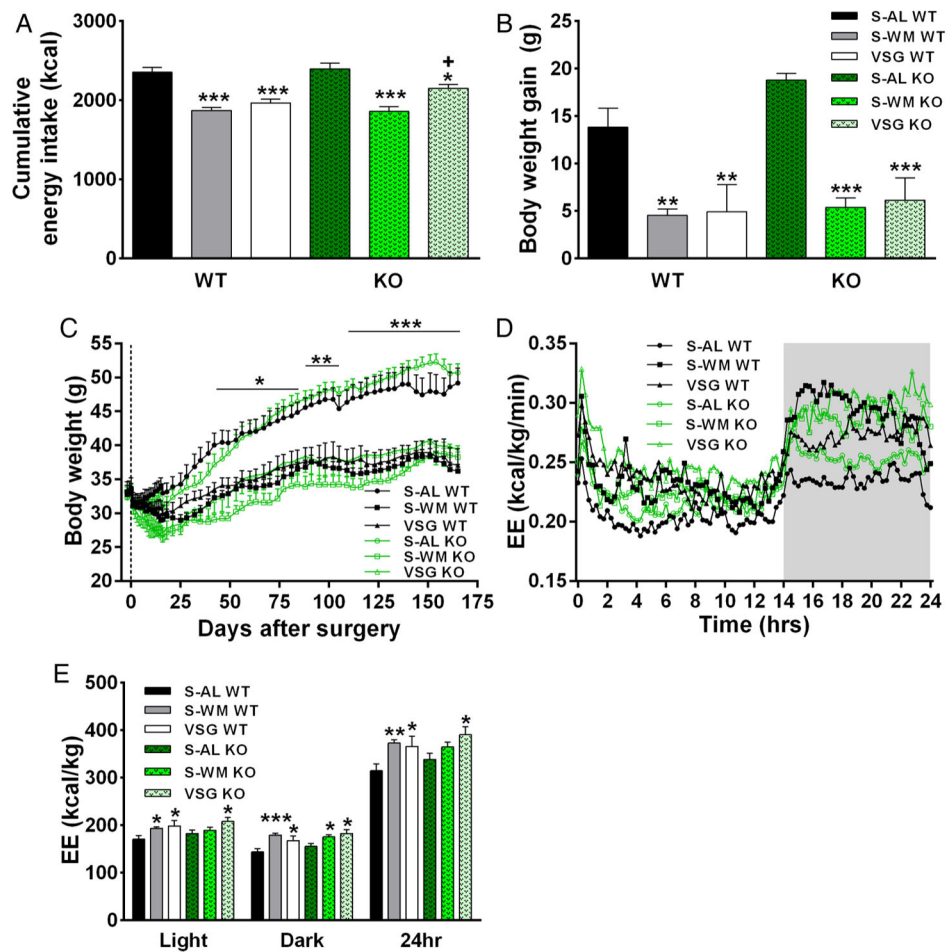 A
Cumulative
energy intake (kcal)
3000
2000
1000
0
***
***
***
+
*
WT
KO
B
Body weight gain (g)
25
20
15
10
5
0
**
**
***
***
WT
KO
S-AL WT
S-WM WT
VSG WT
S-AL KO
S-WM KO
VSG KO
C
Body weight (g)
55
50
45
40
35
30
25
20
*
**
***
S-AL WT
S-WM WT
VSG WT
S-AL KO
S-WM KO
VSG KO
0 25 50 75 100 125 150 175
Days after surgery
D
EE (kcal/kg/min)
0.35
0.30
0.25
0.20
0.15
S-AL WT
S-WM WT
VSG WT
S-AL KO
S-WM KO
VSG KO
0 2 4 6 8 10 12 14 16 18 20 22 24
Time (hrs)
E
EE (kcal/kg)
500
400
300
200
100
0
S-AL WT
S-WM WT
VSG WT
S-AL KO
S-WM KO
VSG KO
* * *
*** * * *
** * *
Light Dark 24hr